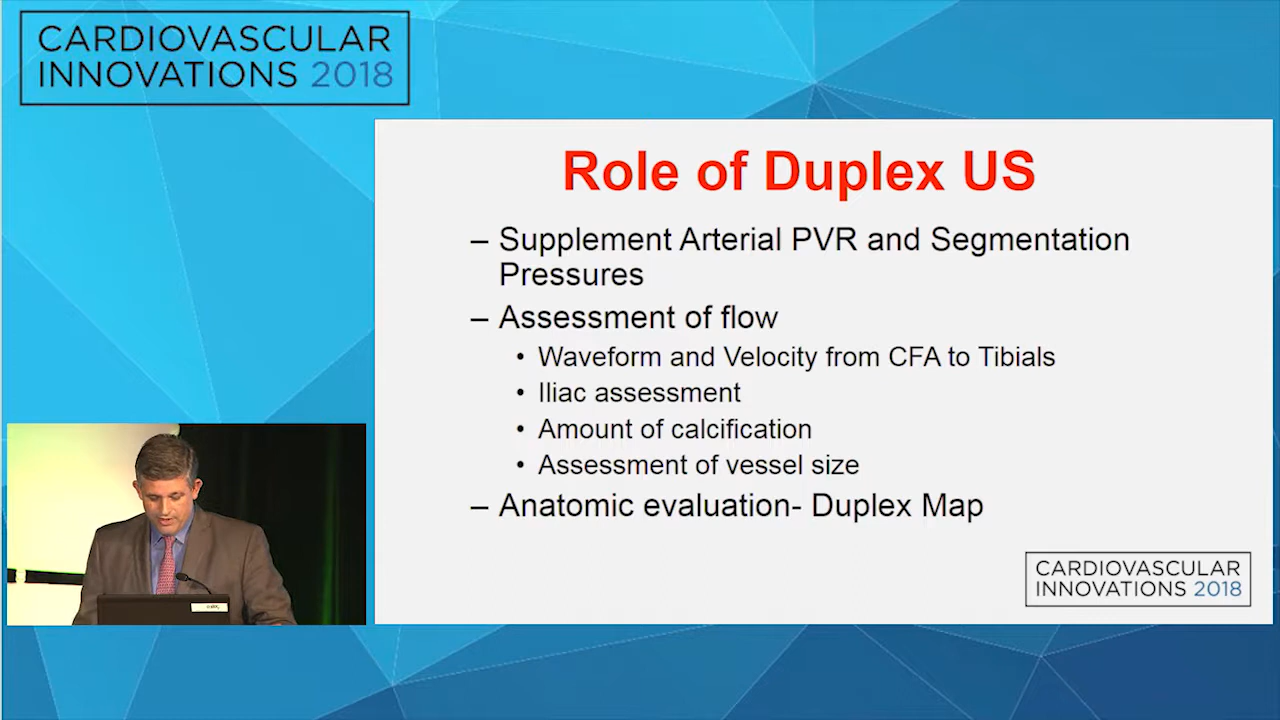 CARDIOVASCULAR
INNOVATIONS 2018
Role of Duplex US
– Supplement Arterial PVR and Segmentation
Pressures
– Assessment of flow
• Waveform and Velocity from CFA to Tibials
• Iliac assessment
• Amount of calcification
• Assessment of vessel size
– Anatomic evaluation- Duplex Map
CARDIOVASCULAR
INNOVATIONS 2018